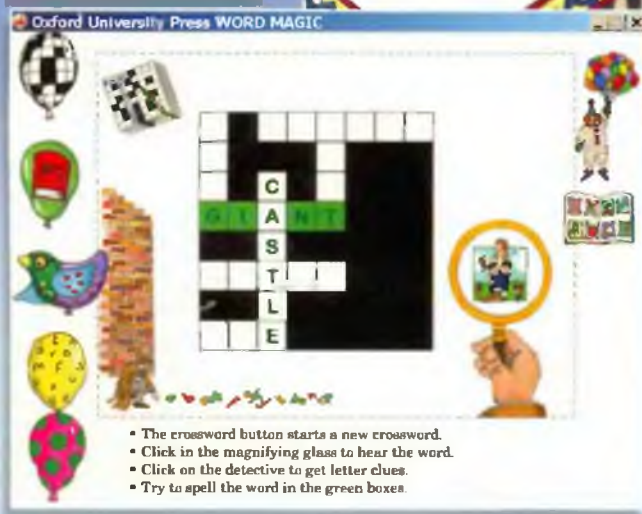 Oxford University Press WORD MAGIC
C
G I A N T
S
T
L
E
• The crossword button starts a new crossword.
• Click in the magnifying glass to hear the word.
• Click on the detective to get letter clues.
• Try to spell the word in the green boxes.